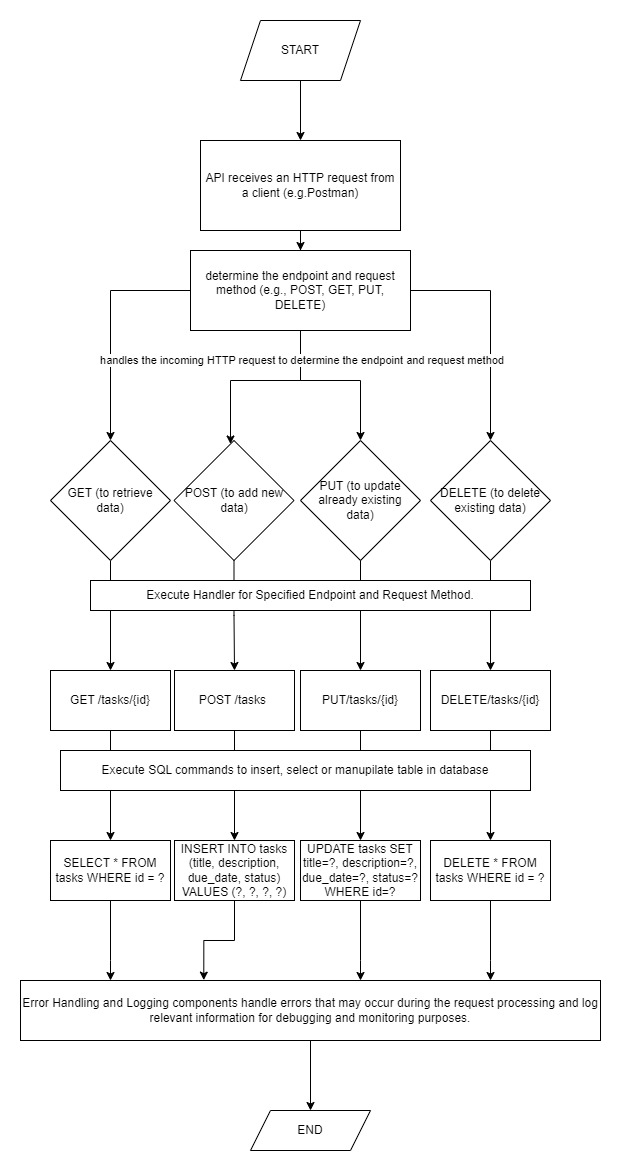 START
API receives an HTTP request from
a client (e.g.Postman)
determine the endpoint and request
method (e.g., POST, GET, PUT,
DELETE)
handles the incoming HTTP request to determine the endpoint and request method
GET (to retrieve
data)
POST (to add new
data)
PUT (to update
already existing
data)
DELETE (to delete
existing data)
Execute Handler for Specified Endpoint and Request Method.
GET /tasks/{id}
POST /tasks
PUT/tasks/{id}
DELETE/tasks/{id}
Execute SQL commands to insert, select or manupilate table in database
SELECT * FROM
tasks WHERE id = ?
INSERT INTO tasks
(title, description,
due_date, status)
VALUES (?, ?, ?, ?)
UPDATE tasks SET
title=?, description=?,
due_date=?, status=?
WHERE id=?
DELETE * FROM
tasks WHERE id = ?
Error Handling and Logging components handle errors that may occur during the request processing and log
relevant information for debugging and monitoring purposes.
END